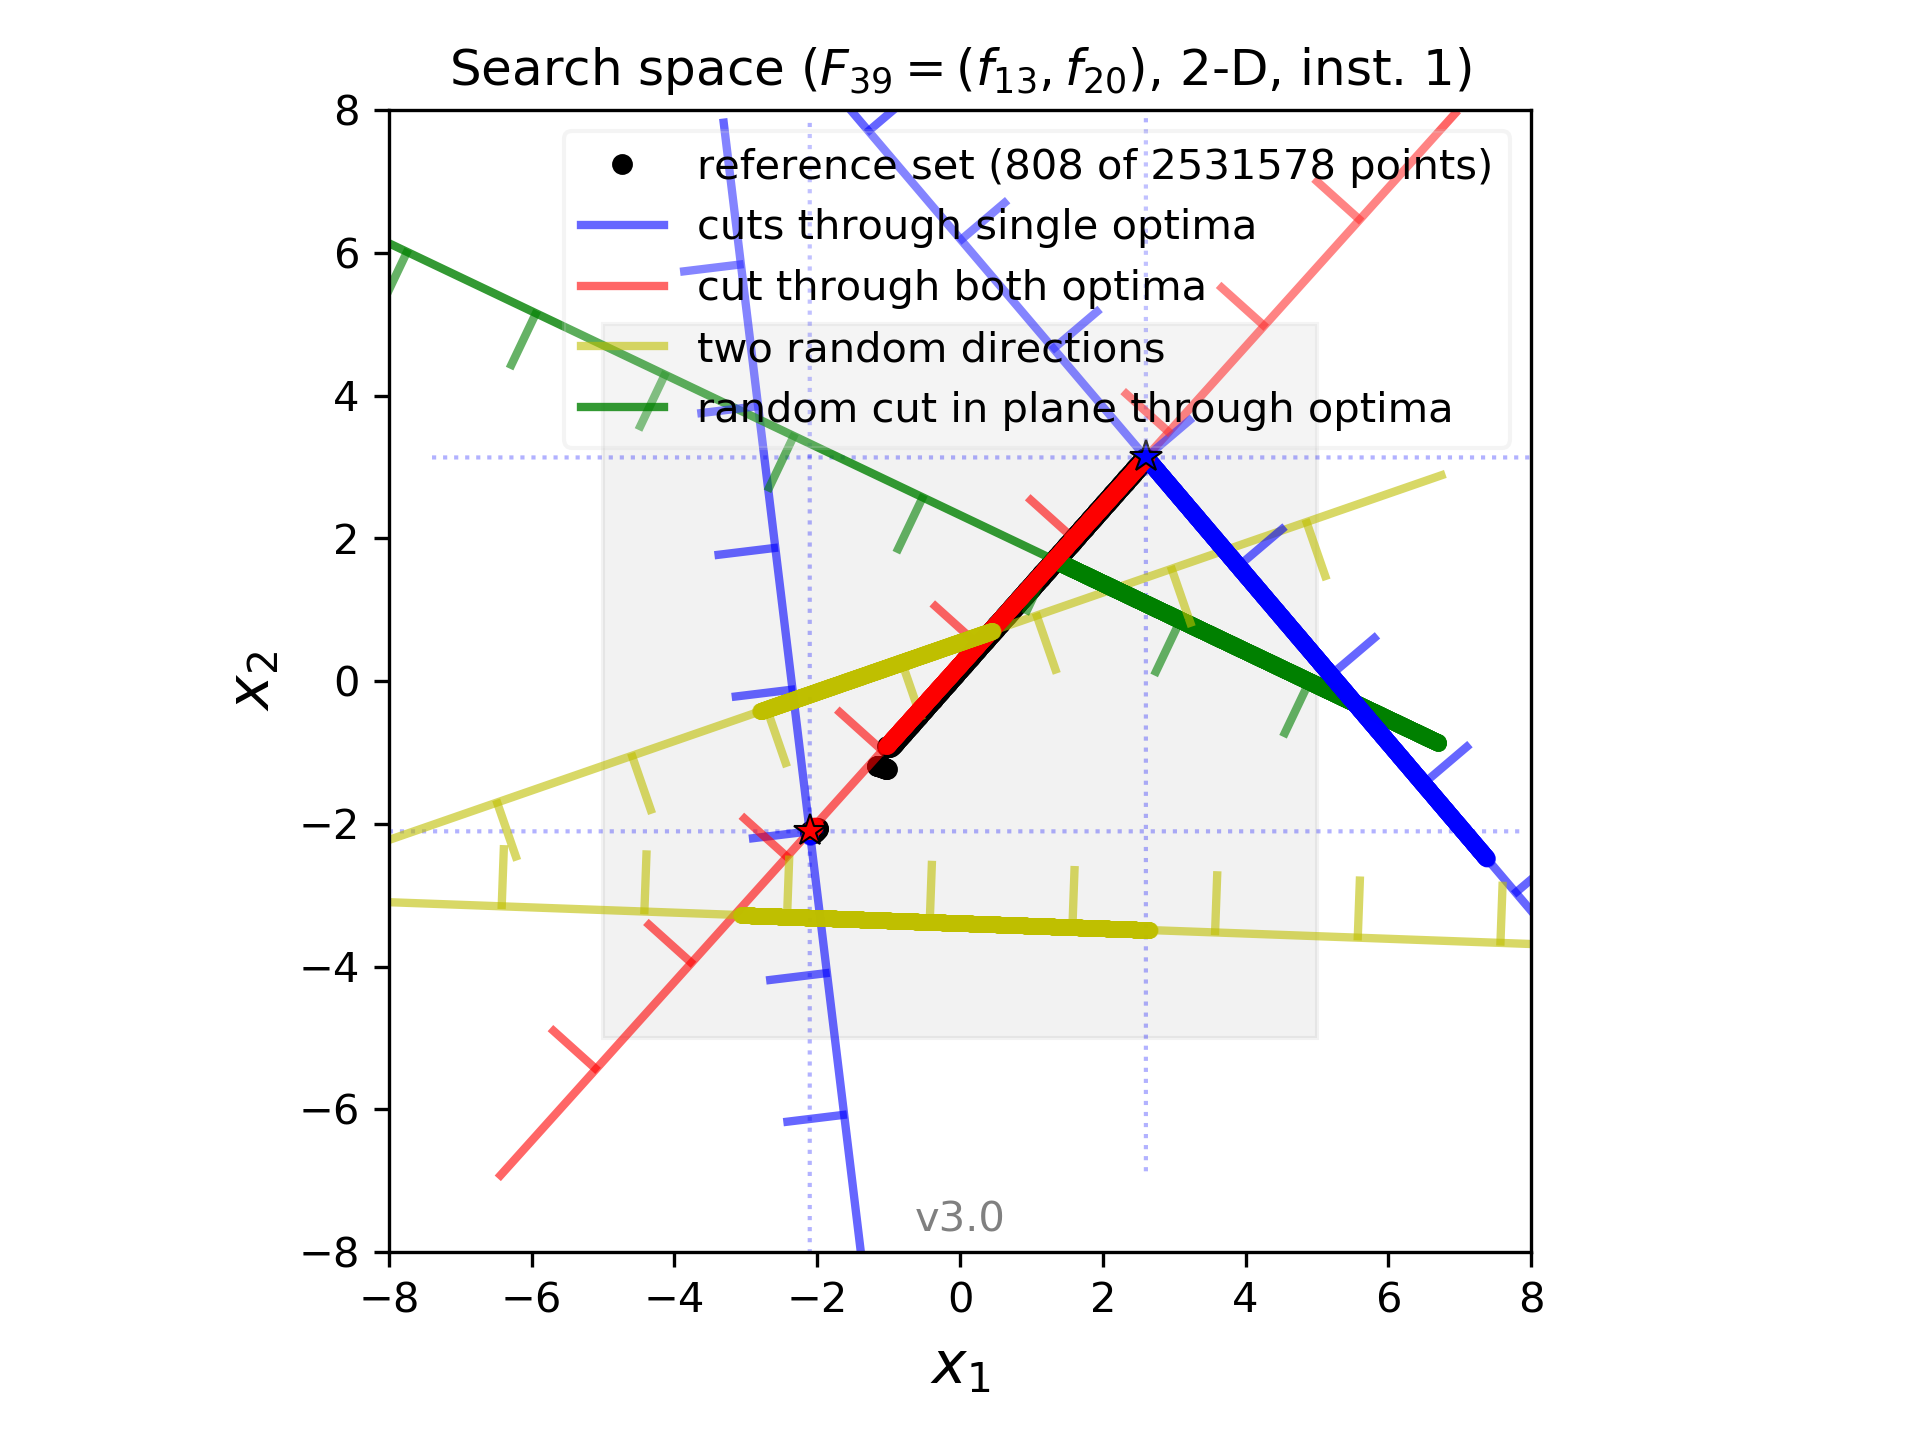 Search space (F39 = (f13, f20), 2-D, inst. 1)
reference set (808 of 2531578 points)
cuts through single optima
cut through both optima
two random directions
random cut in plane through optima
8
6
4
2
0
−2
−4
−6
−8
x2
v3.0
−8 −6 −4 −2 0 2 4 6 8
x1